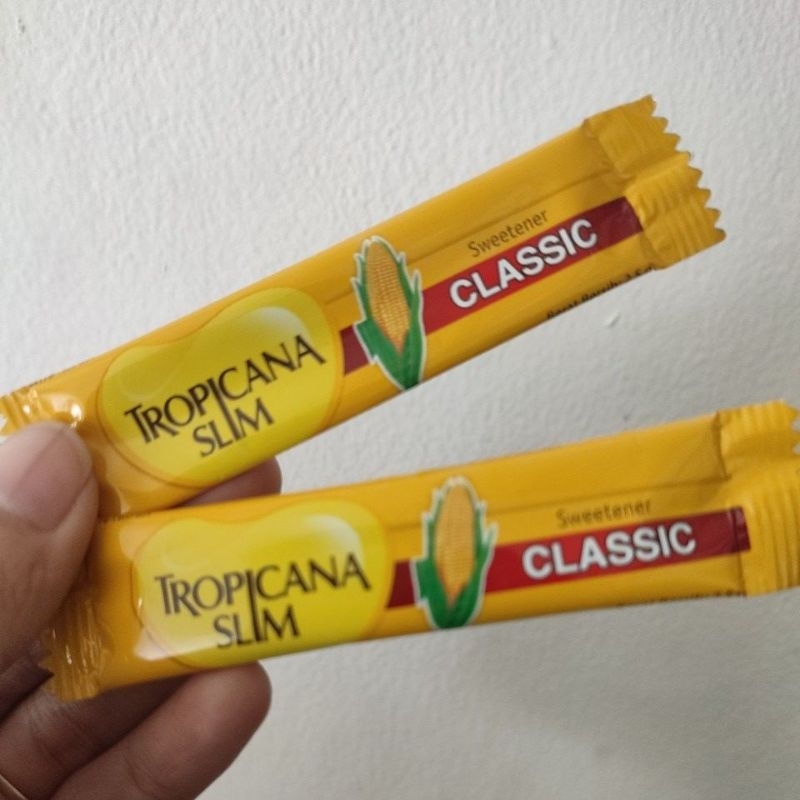 Sweetener
CLASSIC
TROPICANA
SLIM
Sweetener
CLASSIC
TROPICANA
SLIM